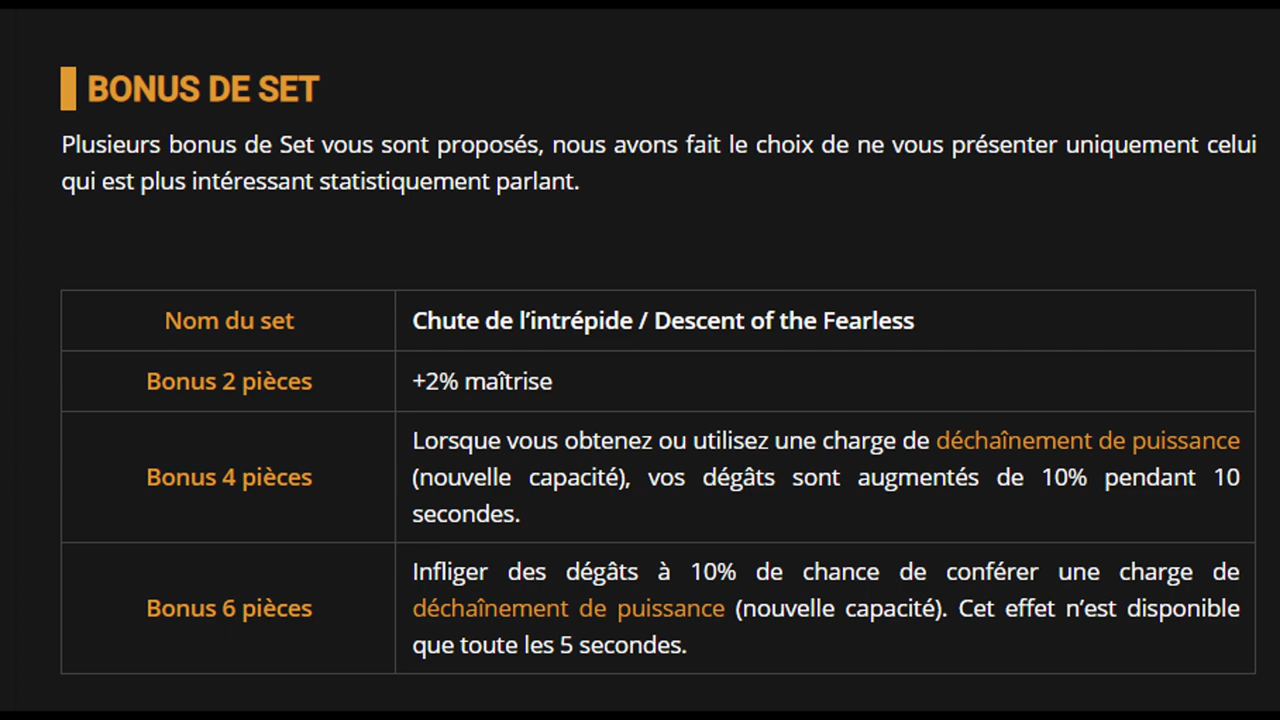 BONUS DE SET
Plusieurs bonus de Set vous sont proposés, nous avons fait le choix de ne vous présenter uniquement celui
qui est plus intéressant statistiquement parlant.
Nom du set
Chute de l’intrépide / Descent of the Fearless
Bonus 2 pièces
+2% maîtrise
Bonus 4 pièces
Lorsque vous obtenez ou utilisez une charge de déchaînement de puissance
(nouvelle capacité), vos dégâts sont augmentés de 10% pendant 10
secondes.
Bonus 6 pièces
Infliger des dégâts à 10% de chance de conférer une charge de
déchaînement de puissance (nouvelle capacité). Cet effet n’est disponible
que toute les 5 secondes.